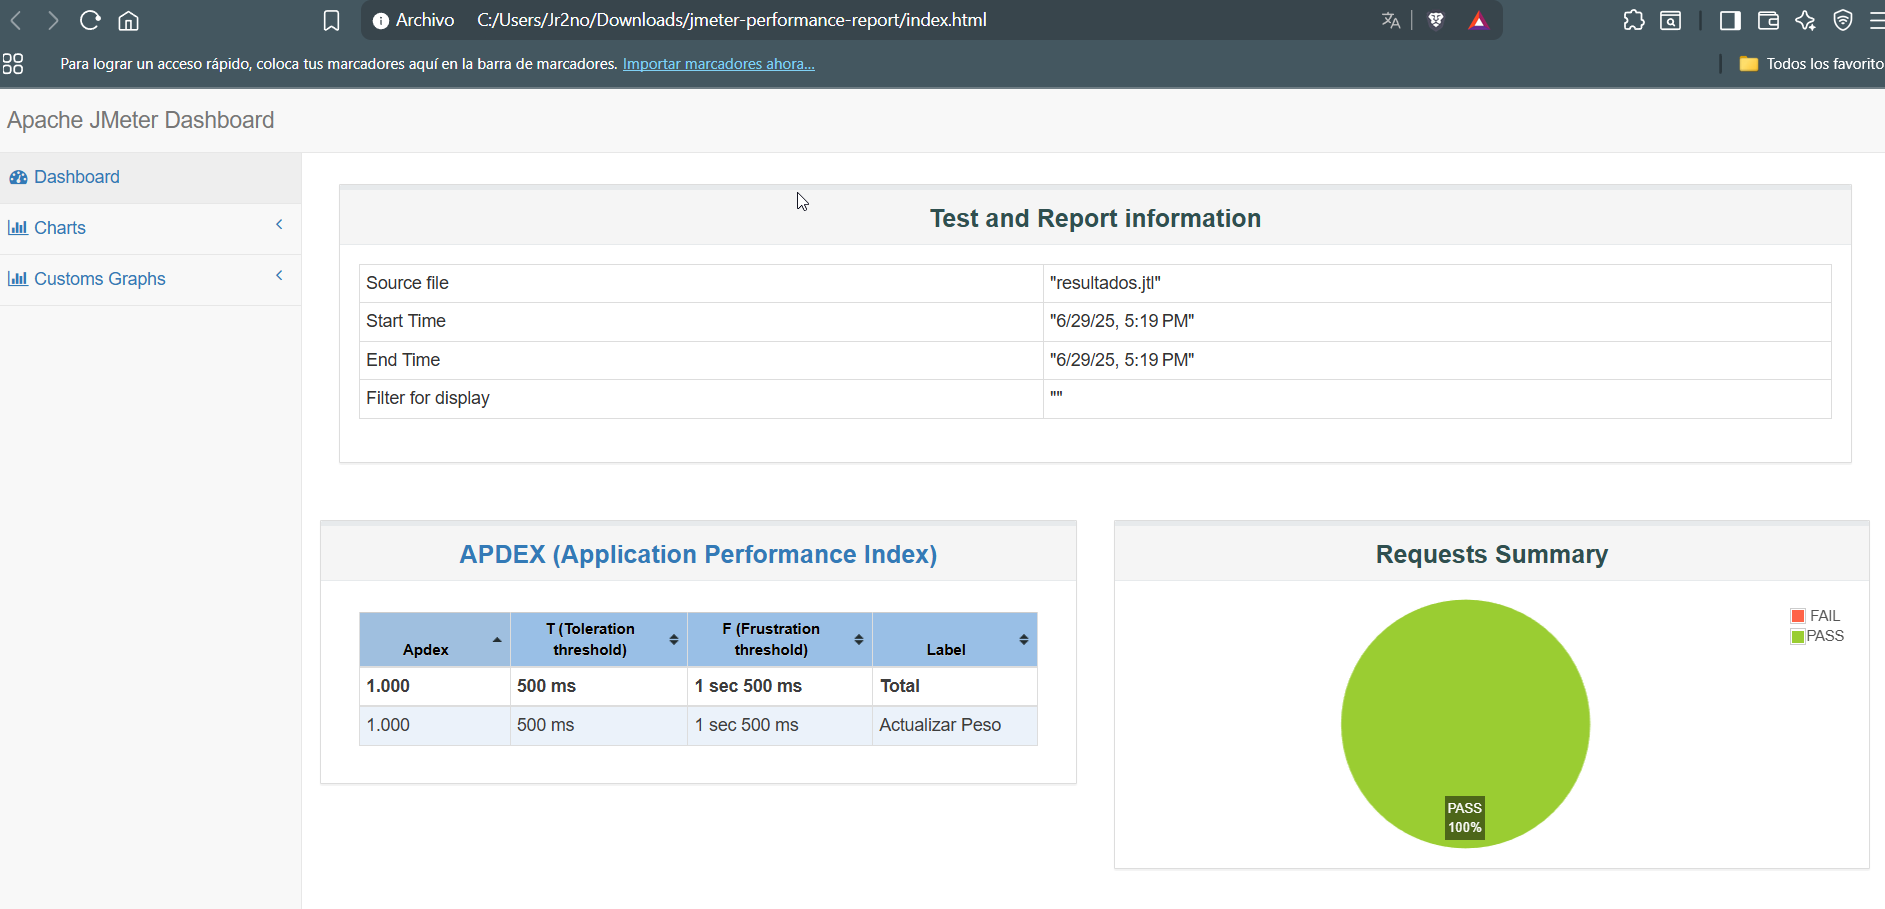 Archivo C:/Users/Jr2no/Downloads/jmeter-performance-report/index.html
Para lograr un acceso rápido, coloca tus marcadores aquí en la barra de marcadores. Importar marcadores ahora...
Todos los favorito
Apache JMeter Dashboard
Dashboard
Charts
Customs Graphs
Test and Report information
Source file "resultados.jtl"
Start Time "6/29/25, 5:19 PM"
End Time "6/29/25, 5:19 PM"
Filter for display ""
APDEX (Application Performance Index)
Apdex T (Toleration threshold) F (Frustration threshold) Label
1.000 500 ms 1 sec 500 ms Total
1.000 500 ms 1 sec 500 ms Actualizar Peso
Requests Summary
FAIL
PASS
PASS
100%